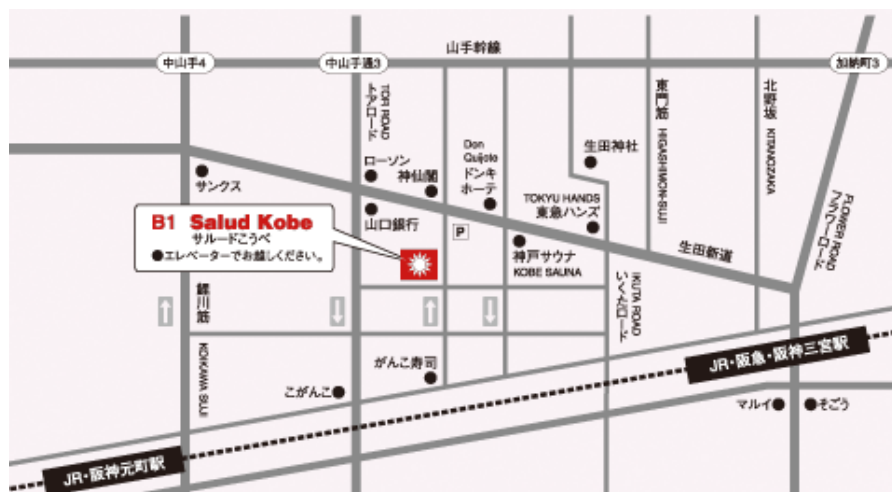 山手幹線
中山手4
中山手通3
加納町3
TOR ROAD
トアロード
東門筋 HIGASHIMON-SUJI
北野坂 KITANOZAKA
FLOWER ROAD
フラワーロード
Don
Quijote
ドンキ
ホーテ
生田神社
ローソン
神仙閣
サンクス
TOKYU HANDS
東急ハンズ
山口銀行
P
B1 Salud Kobe
サルードこうべ
●エレベーターでお越しください。
神戸サウナ
KOBE SAUNA
生田新道
IKUTA ROAD
いくたロード
鯉川筋 KOIKAWA SUJI
がんこ寿司
こがんこ
JR・阪急・阪神三宮駅
マルイ
そごう
JR・阪神元町駅